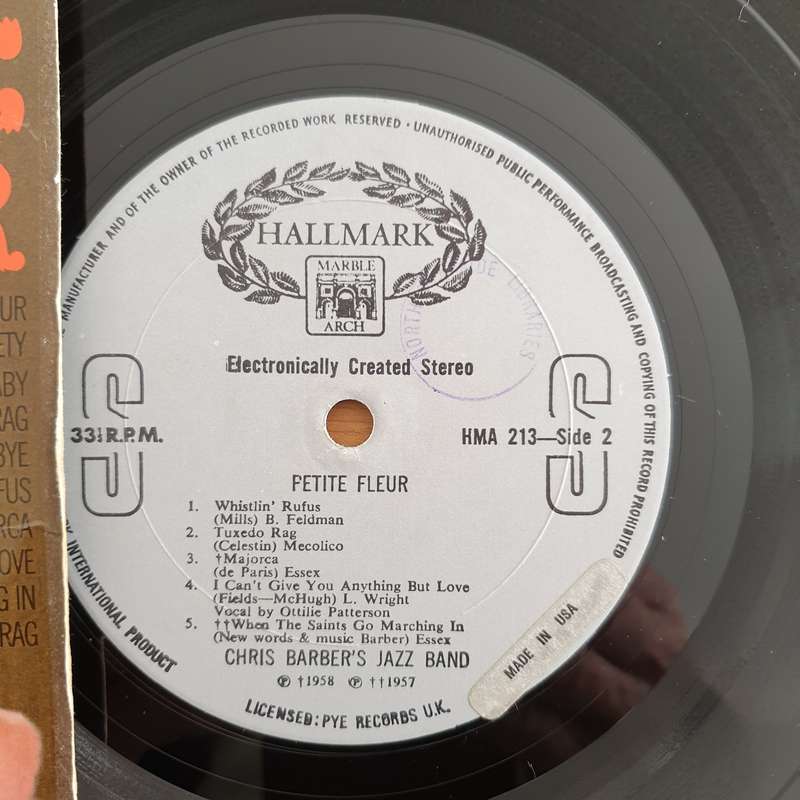 MANUFACTURER AND OF THE OWNER OF THE RECORDED WORK RESERVED · UNAUTHORISED PUBLIC PERFORMANCE BROADCASTING AND COPYING OF THIS RECORD PROHIBITED
HALLMARK
MARBLE
ARCH
Electronically Created Stereo
DE LIBRARIES
NORTH
33⅓ R.P.M.
HMA 213—Side 2
PETITE FLEUR
1. Whistlin' Rufus
(Mills) B. Feldman
2. Tuxedo Rag
(Celestin) Mecolico
3. †Majorca
(de Paris) Essex
4. I Can't Give You Anything But Love
(Fields—McHugh) L. Wright
Vocal by Ottilie Patterson
5. ††When The Saints Go Marching In
(New words & music Barber) Essex
CHRIS BARBER'S JAZZ BAND
℗ †1958 ℗ ††1957
LICENSED: PYE RECORDS U.K.
INTERNATIONAL PRODUCT
MADE IN USA
OUR
ETY
ABY
RAG
BYE
FUS
RCA
OVE
G IN
RAG